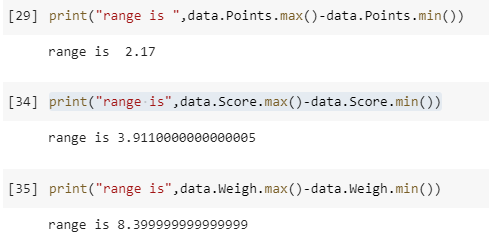 [29] print("range is ",data.Points.max()-data.Points.min())
range is  2.17
[34] print("range is",data.Score.max()-data.Score.min())
range is 3.9110000000000005
[35] print("range is",data.Weigh.max()-data.Weigh.min())
range is 8.399999999999999